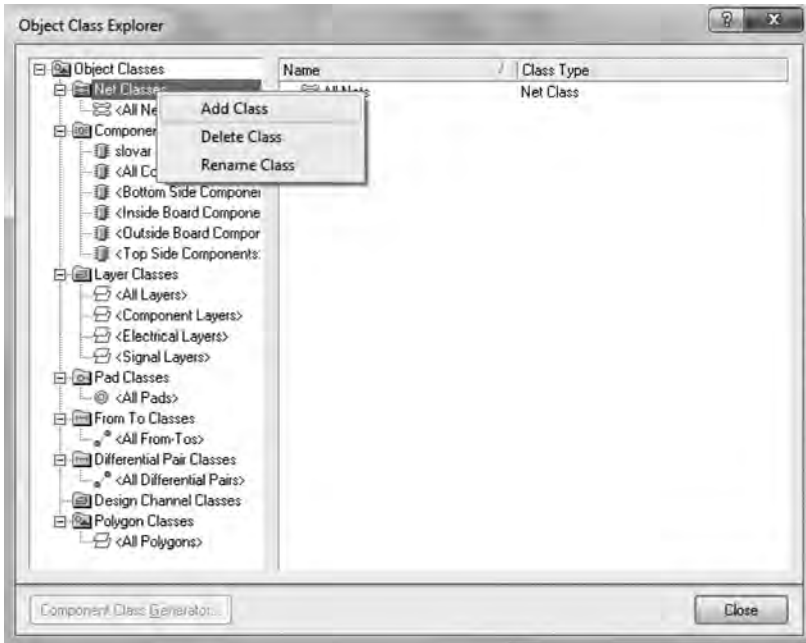 Object Class Explorer
Object Classes
Name / Class Type
Net Classes
<All Nets> Net Class
<All Ne
Add Class
Delete Class
Rename Class
Componen
slovar
<All Co
<Bottom Side Componer
<Inside Board Compone
<Outside Board Compor
<Top Side Components:
Layer Classes
<All Layers>
<Component Layers>
<Electrical Layers>
<Signal Layers>
Pad Classes
<All Pads>
From To Classes
<All From-Tos>
Differential Pair Classes
<All Differential Pairs>
Design Channel Classes
Polygon Classes
<All Polygons>
Component Class Generator...
Close